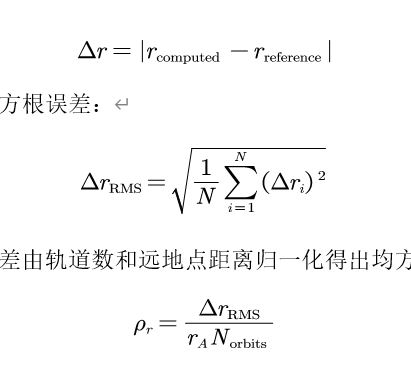 Δr = |r_computed − r_reference|
方根误差：↵
Δr_RMS = √(1/N ∑_{i=1}^{N} (Δr_i)²)
差由轨道数和远地点距离归一化得出均方
ρ_r = Δr_RMS / (r_A N_orbits)